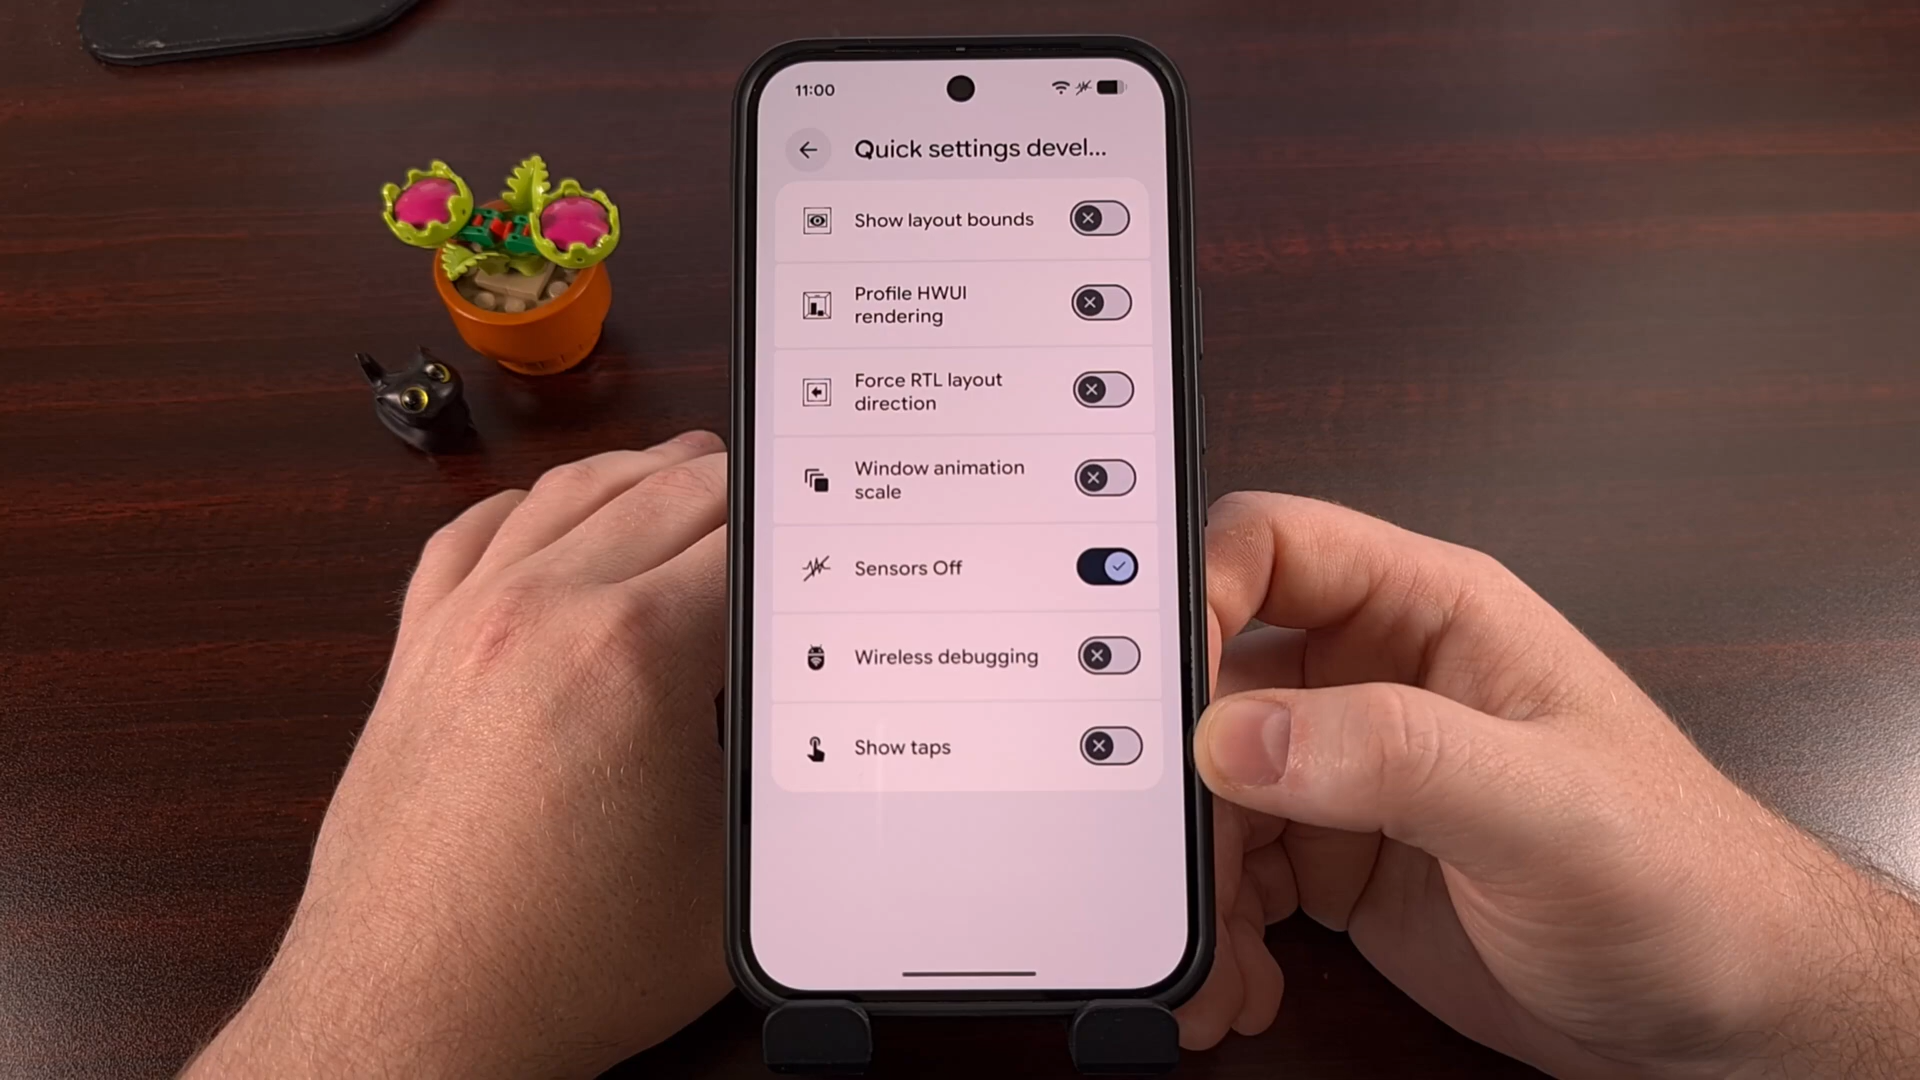 11:00
Quick settings devel...
Show layout bounds
Profile HWUI
rendering
Force RTL layout
direction
Window animation
scale
Sensors Off
Wireless debugging
Show taps